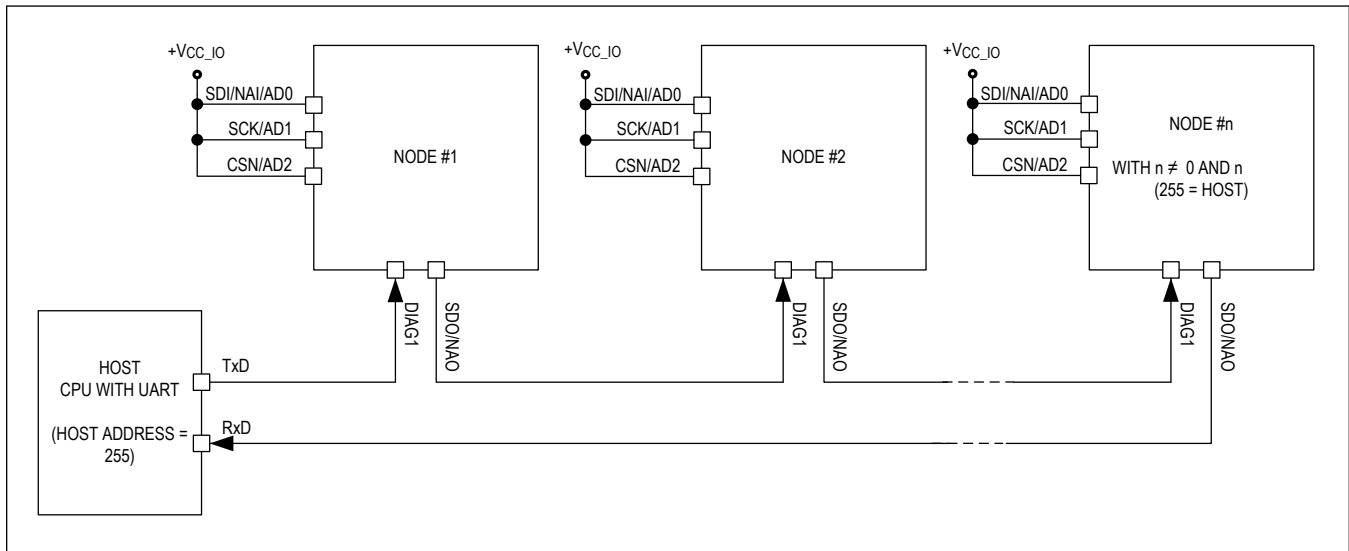 +VCC_IO
SDI/NAI/AD0
SCK/AD1
CSN/AD2
NODE #1
DIAG1
SDO/NAO
+VCC_IO
SDI/NAI/AD0
SCK/AD1
CSN/AD2
NODE #2
DIAG1
SDO/NAO
+VCC_IO
SDI/NAI/AD0
SCK/AD1
CSN/AD2
NODE #n
WITH n ≠ 0 AND n
(255 = HOST)
DIAG1
SDO/NAO
HOST
CPU WITH UART
(HOST ADDRESS =
255)
TxD
RxD